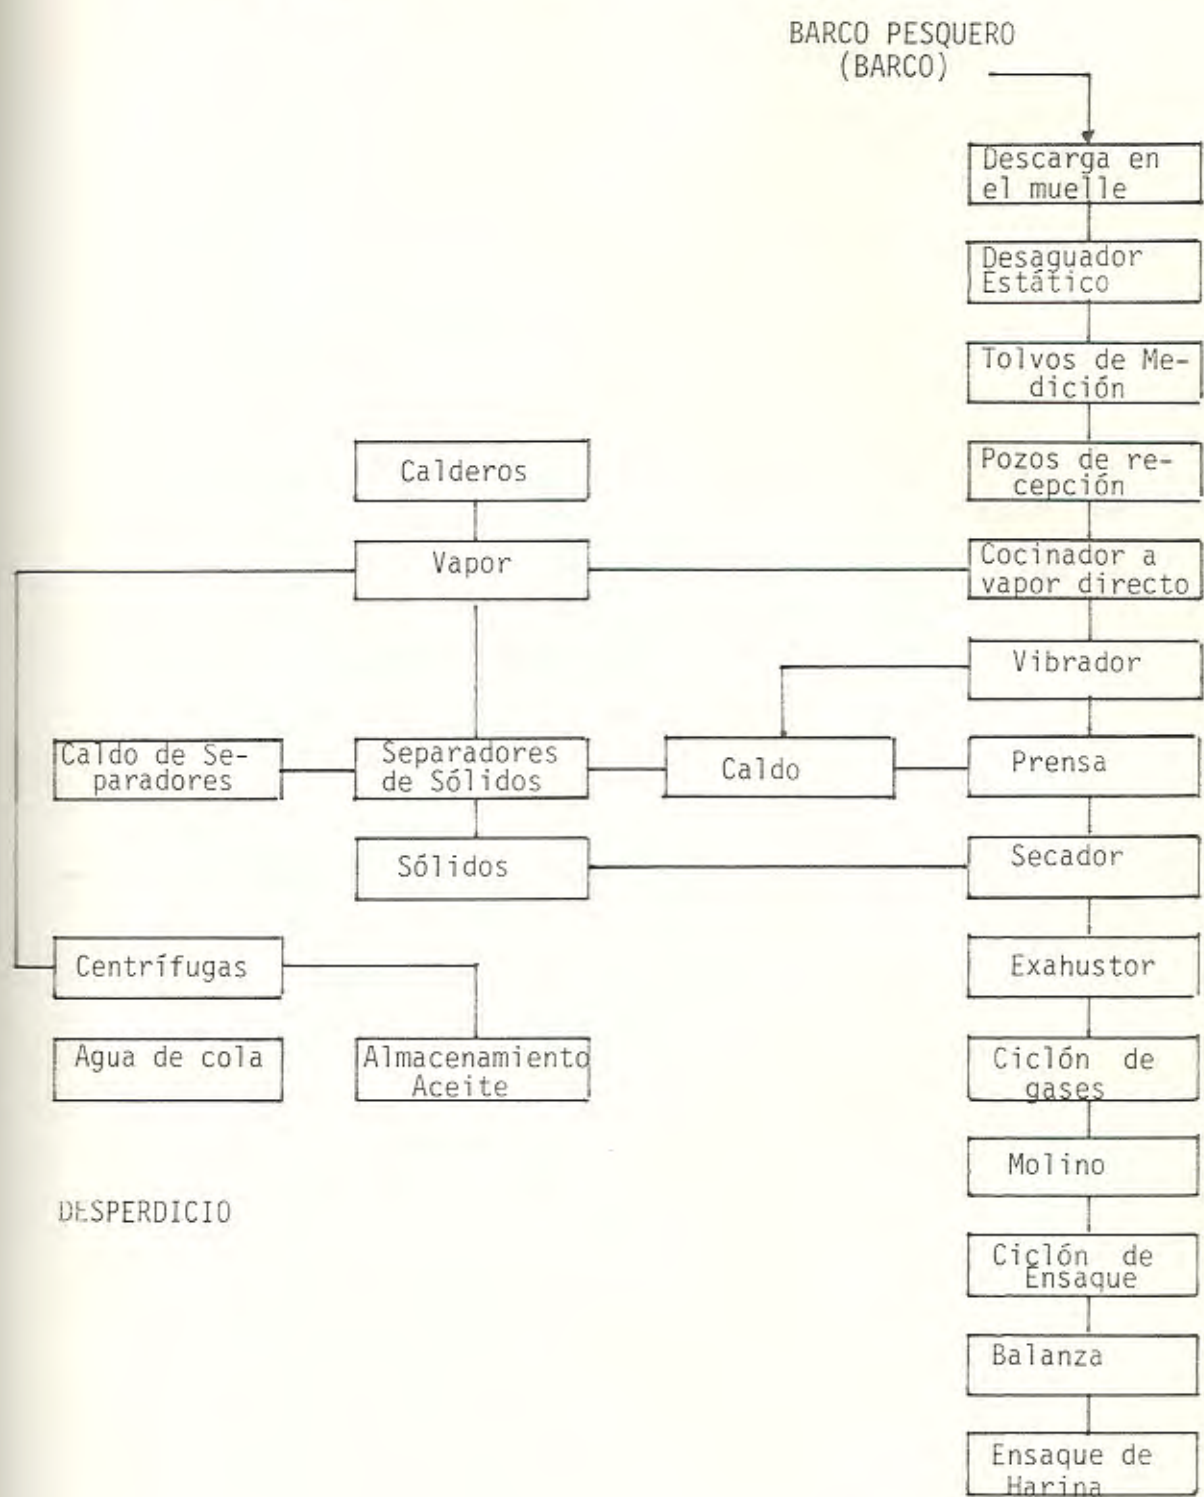 BARCO PESQUERO
(BARCO)
Descarga en
el muelle
Desaguador
Estático
Tolvos de Me-
dición
Calderos
Pozos de re-
cepción
Vapor
Cocinador a
vapor directo
Vibrador
Caldo de Se-
paradores
Separadores
de Sólidos
Caldo
Prensa
Sólidos
Secador
Centrífugas
Exahustor
Agua de cola
Almacenamiento
Aceite
Ciclón de
gases
Molino
DESPERDICIO
Ciclón de
Ensaque
Balanza
Ensaque de
Harina